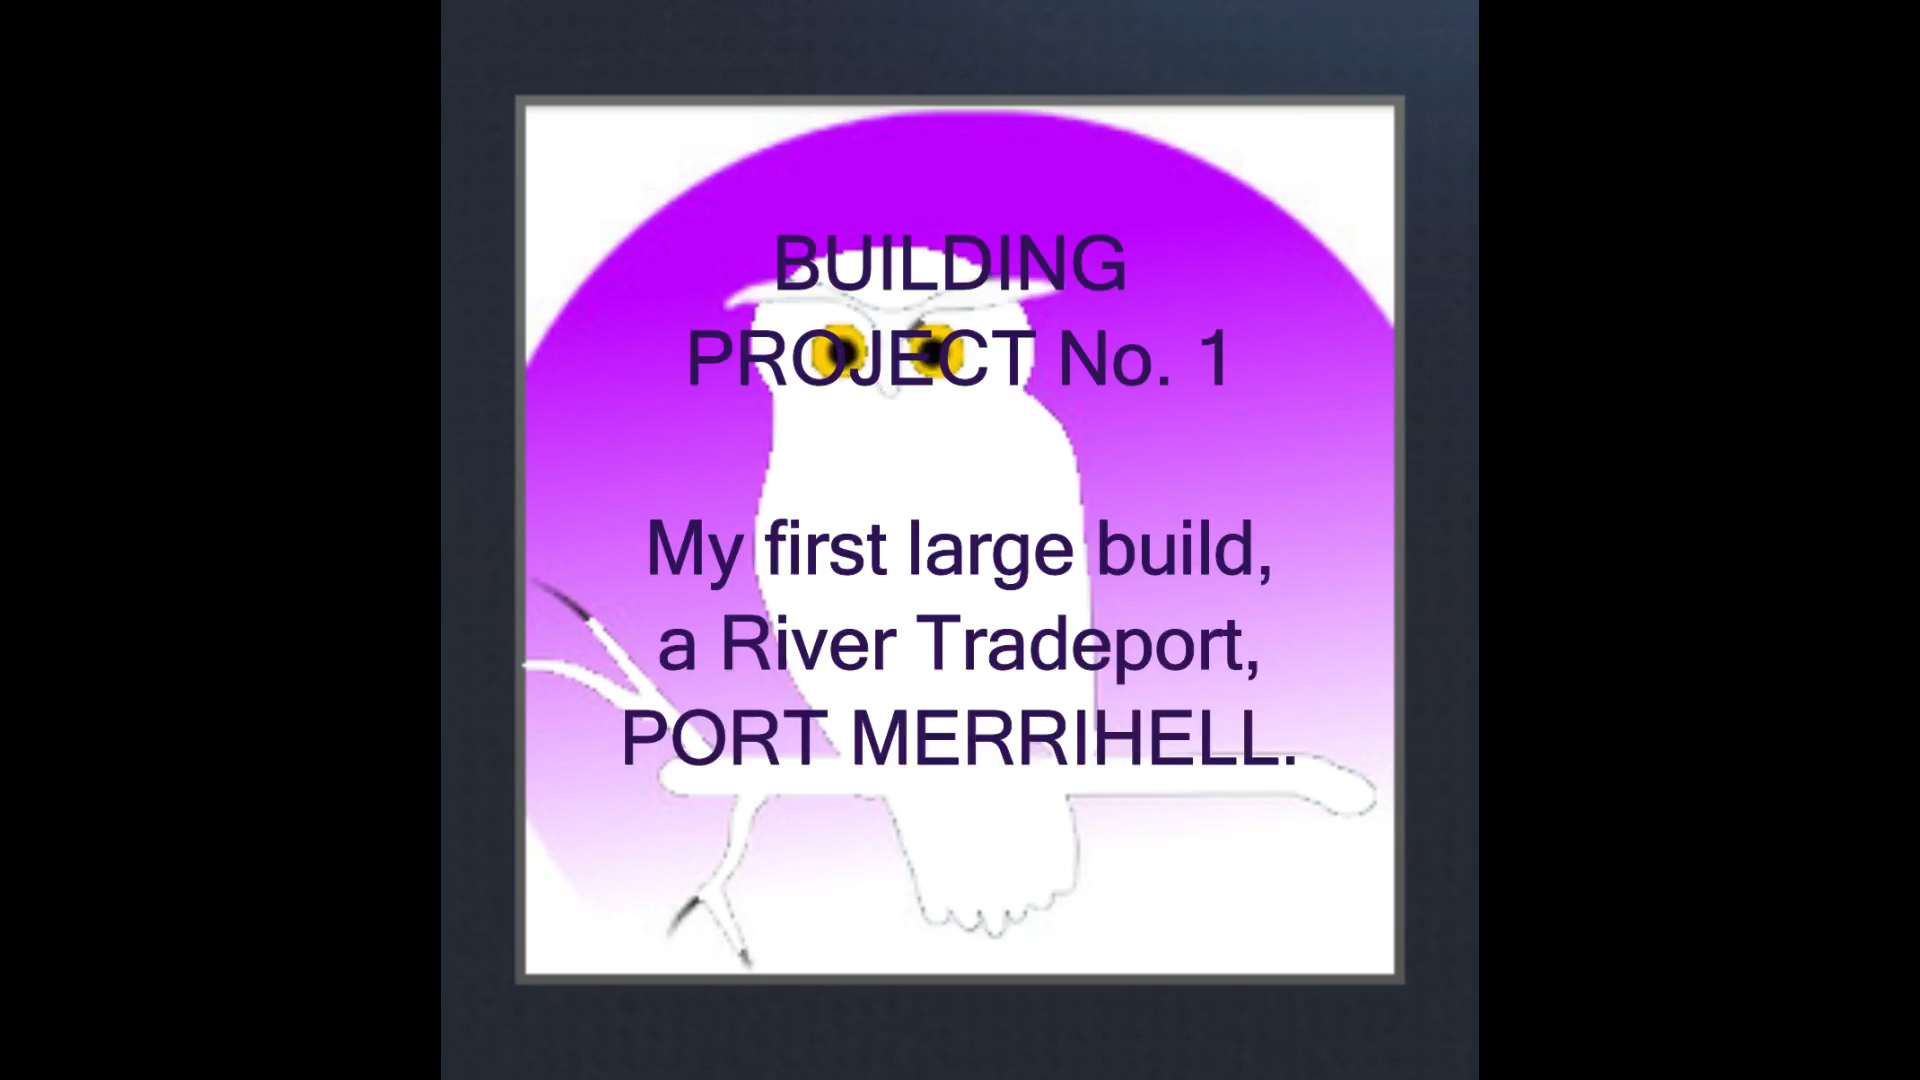 BUILDING
PROJECT No. 1
My first large build,
a River Tradeport,
PORT MERRIHELL.